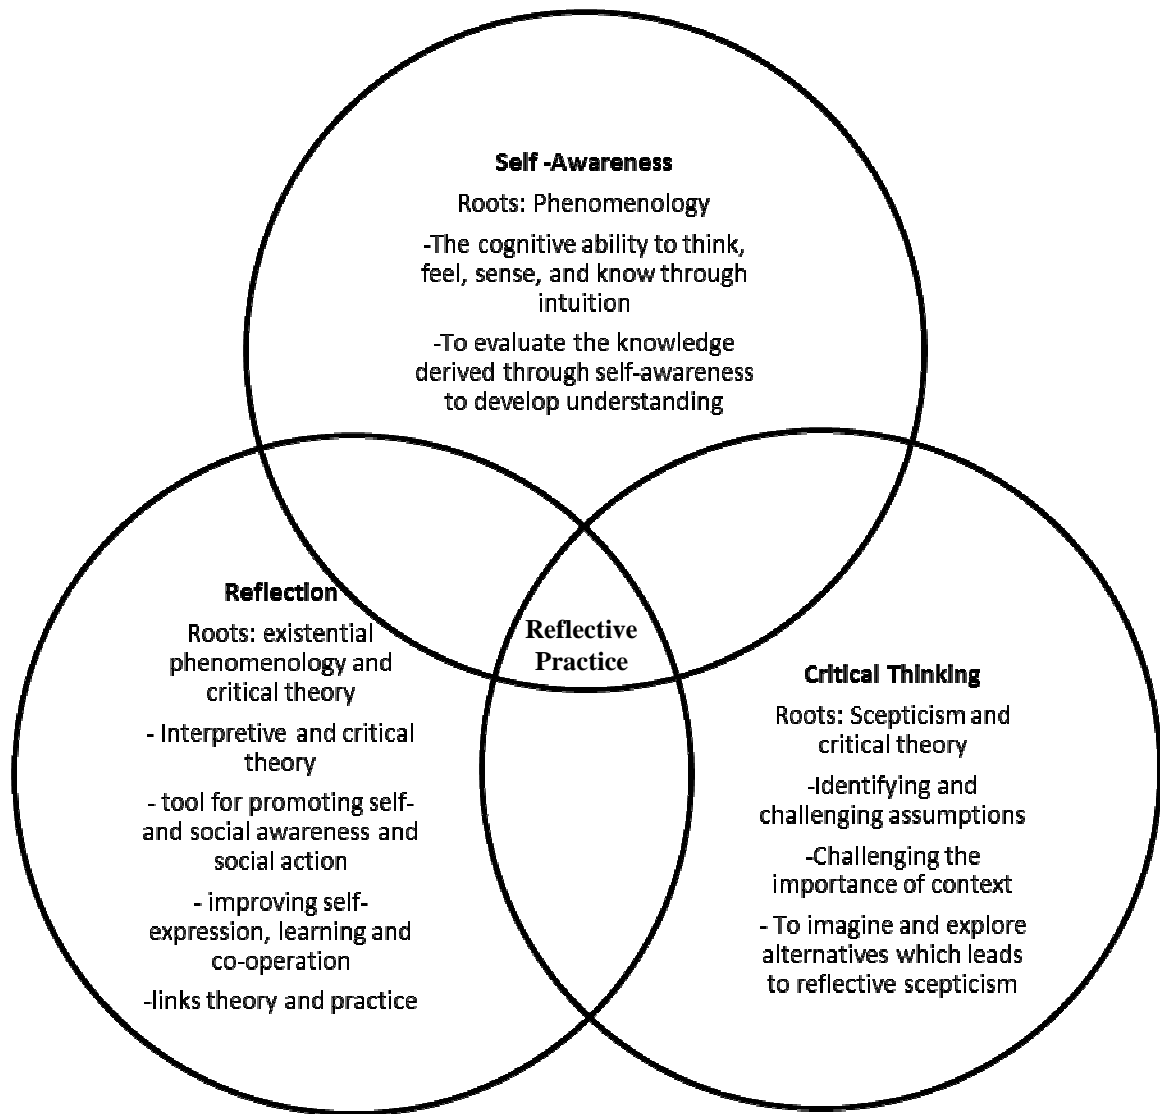 Self -Awareness
Roots: Phenomenology
-The cognitive ability to think,
feel, sense, and know through
intuition
-To evaluate the knowledge
derived through self-awareness
to develop understanding
Reflection
Roots: existential
phenomenology and
critical theory
- Interpretive and critical
theory
- tool for promoting self-
and social awareness and
social action
- improving self-
expression, learning and
co-operation
-links theory and practice
Reflective
Practice
Critical Thinking
Roots: Scepticism and
critical theory
-Identifying and
challenging assumptions
-Challenging the
importance of context
- To imagine and explore
alternatives which leads
to reflective scepticism